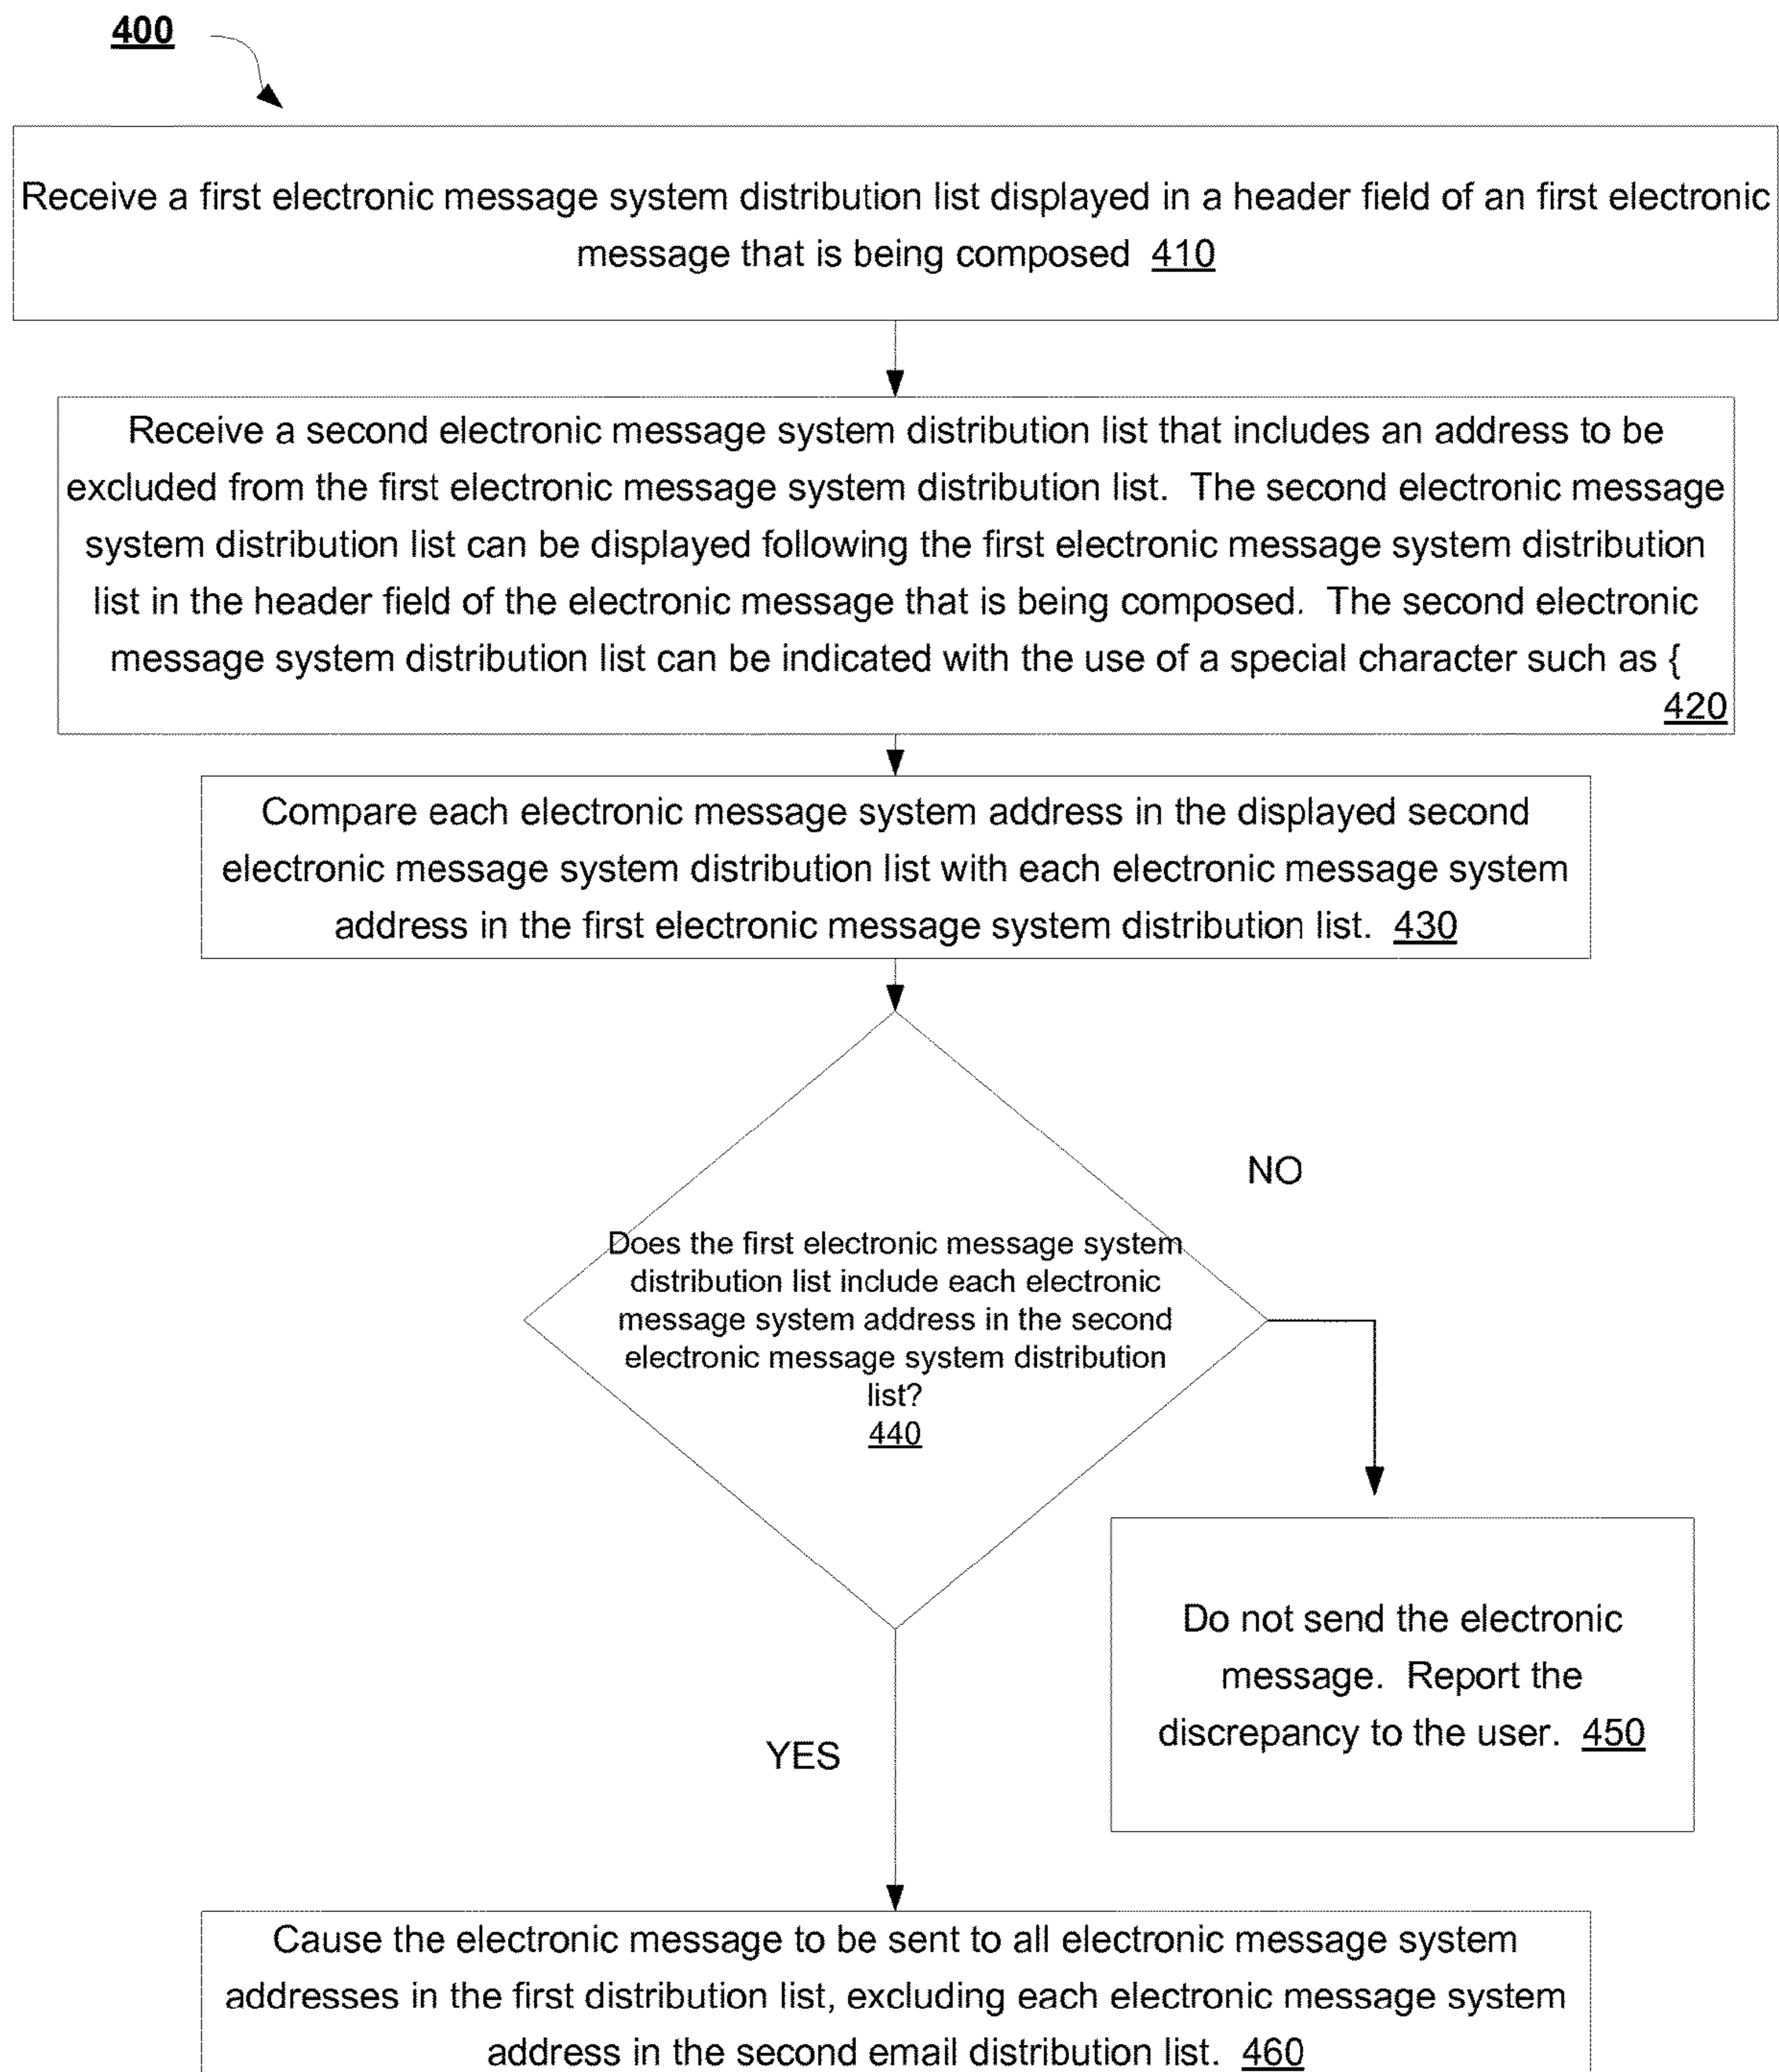 400
Receive a first electronic message system distribution list displayed in a header field of an first electronic
message that is being composed 410
Receive a second electronic message system distribution list that includes an address to be
excluded from the first electronic message system distribution list. The second electronic message
system distribution list can be displayed following the first electronic message system distribution
list in the header field of the electronic message that is being composed. The second electronic
message system distribution list can be indicated with the use of a special character such as {
420
Compare each electronic message system address in the displayed second
electronic message system distribution list with each electronic message system
address in the first electronic message system distribution list. 430
NO
Does the first electronic message system
distribution list include each electronic
message system address in the second
electronic message system distribution
list?
440
Do not send the electronic
message. Report the
discrepancy to the user. 450
YES
Cause the electronic message to be sent to all electronic message system
addresses in the first distribution list, excluding each electronic message system
address in the second email distribution list. 460